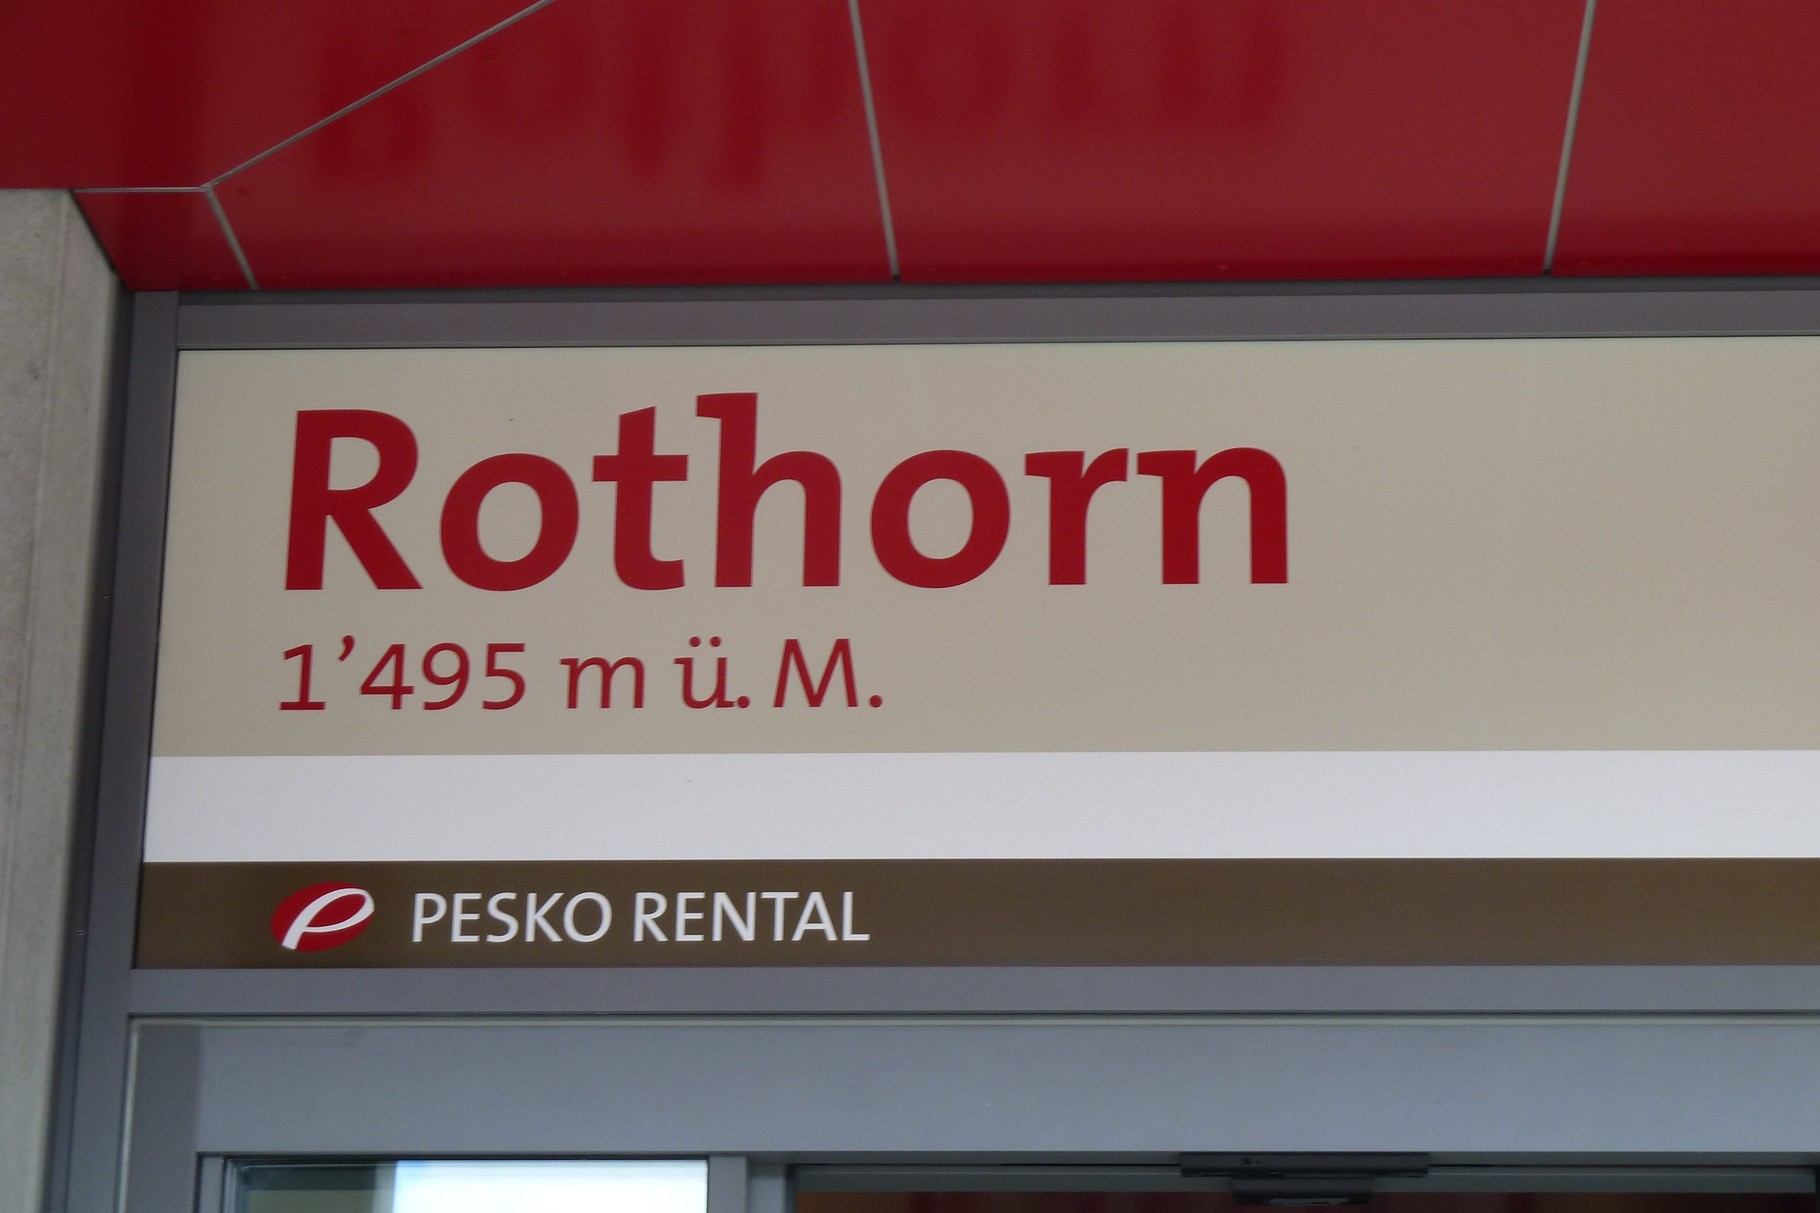 Rothorn
1’495 m ü. M.
PESKO RENTAL